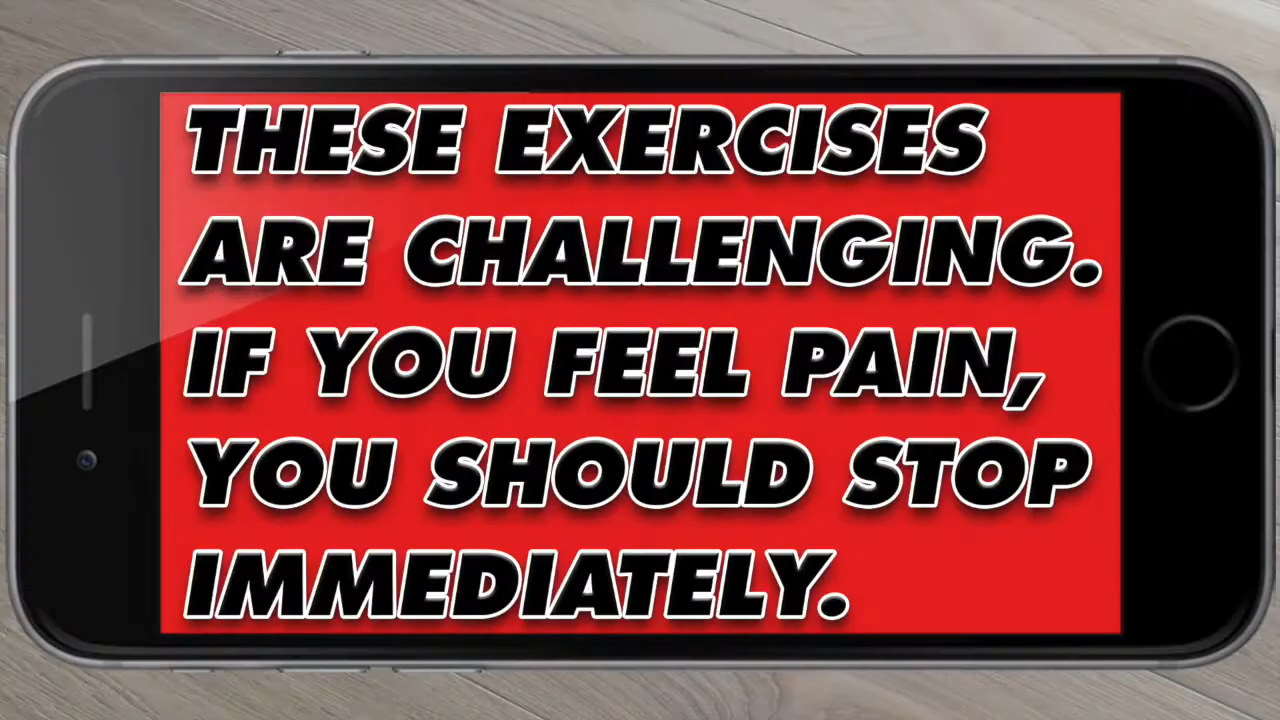 THESE EXERCISES
ARE CHALLENGING.
IF YOU FEEL PAIN,
YOU SHOULD STOP
IMMEDIATELY.